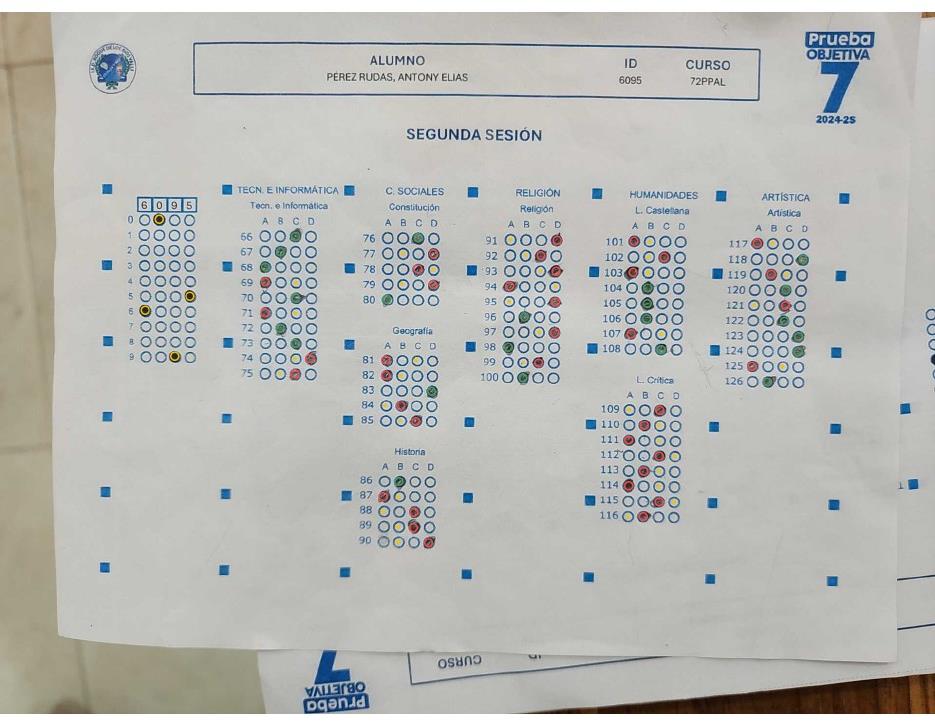 Prueba
OBJETIVA
7
2024-25
ALUMNO
PÉREZ RUDAS, ANTONY ELIAS
ID
6095
CURSO
72PPAL
SEGUNDA SESIÓN
6 0 9 5
0
1
2
3
4
5
6
7
8
9
TECN. E INFORMÁTICA
Tecn. e Informática
A B C D
66
67
68
69
70
71
72
73
74
75
C. SOCIALES
Constitución
A B C D
76
77
78
79
80
Geografía
A B C D
81
82
83
84
85
Historia
A B C D
86
87
88
89
90
RELIGIÓN
Religión
A B C D
91
92
93
94
95
96
97
98
99
100
HUMANIDADES
L. Castellana
A B C D
101
102
103
104
105
106
107
108
L. Crítica
A B C D
109
110
111
112
113
114
115
116
ARTÍSTICA
Artística
A B C D
117
118
119
120
121
122
123
124
125
126
CURSO
ID
7
OBJETIVA
Prueba